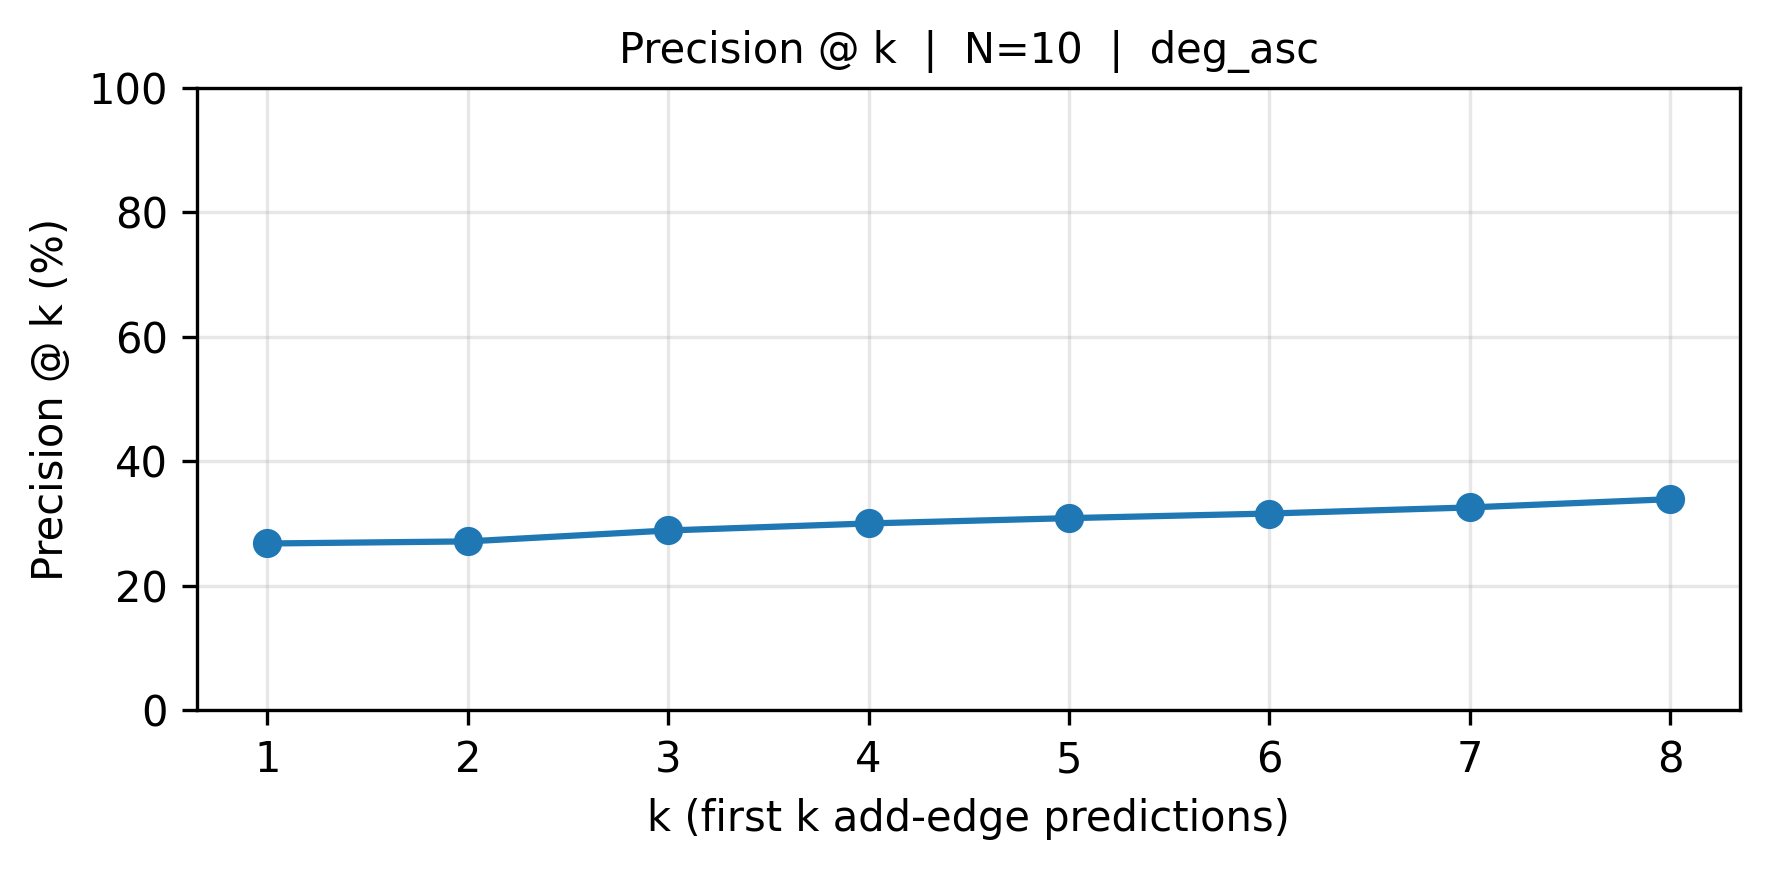 Precision @ k | N=10 | deg_asc
100
80
60
40
20
0
Precision @ k (%)
1 2 3 4 5 6 7 8
k (first k add-edge predictions)